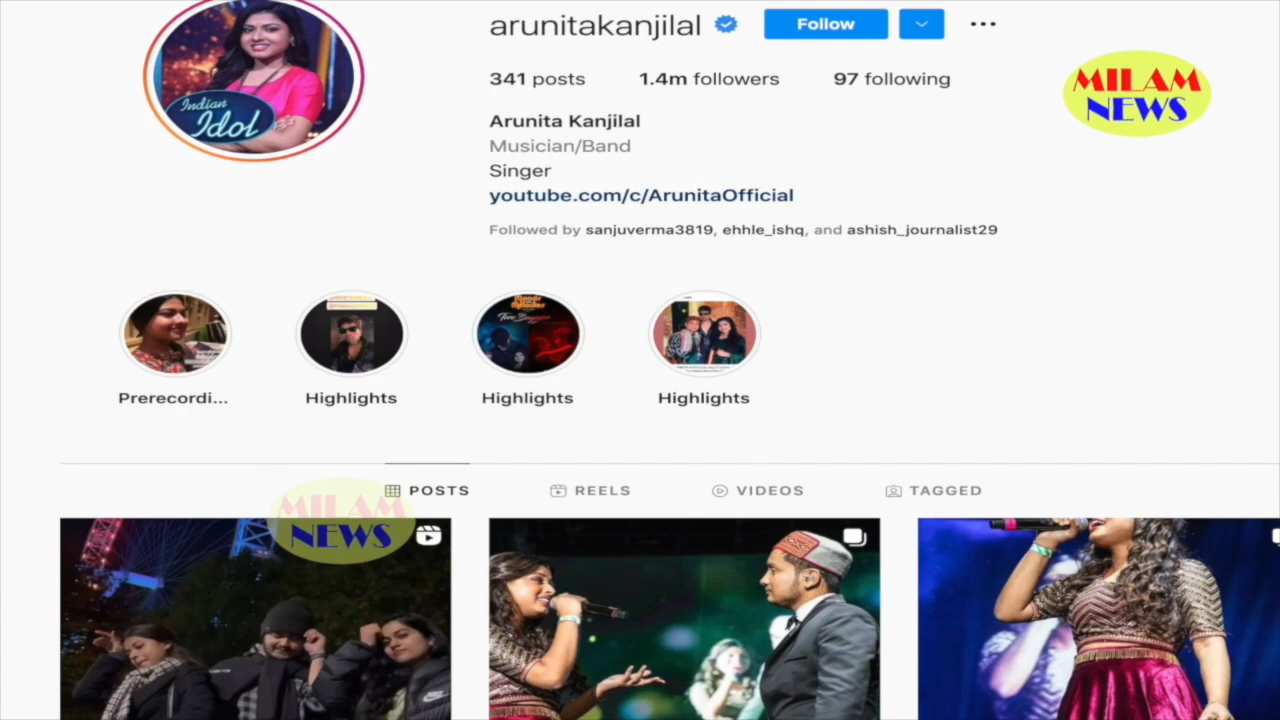 arunitakanjilal
Follow
341 posts
1.4m followers
97 following
MILAM
NEWS
Indian
Idol
Arunita Kanjilal
Musician/Band
Singer
youtube.com/c/ArunitaOfficial
Followed by sanjuverma3819, ehhle_ishq, and ashish_journalist29
Prerecordi...
Highlights
Highlights
Highlights
POSTS
REELS
VIDEOS
TAGGED
MILAM
NEWS